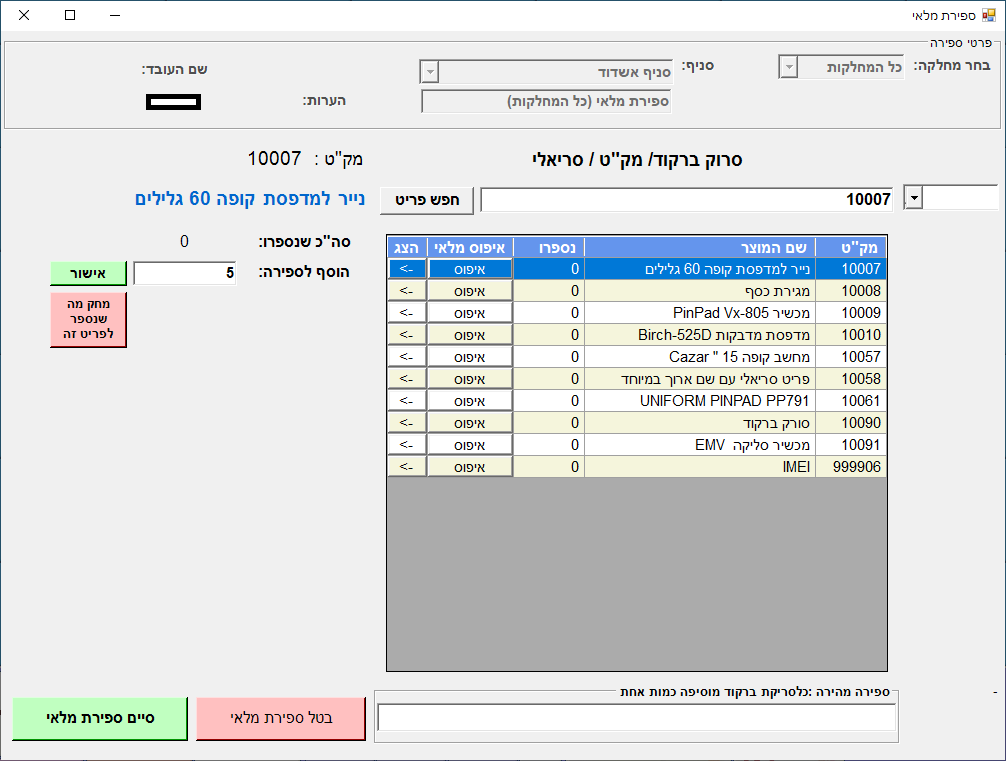 ספירת מלאי
פרטי ספירה
בחר מחלקה: כל המחלקות סניף: סניף אשדוד שם העובד:
ספירת מלאי (כל המחלקות) הערות:
סרוק ברקוד/ מק"ט / סריאלי
מק"ט : 10007
10007 חפש פריט
נייר למדפסת קופה 60 גלילים
סה"כ שנספרו: 0
הוסף לספירה: 5 אישור
מחק מה
שנספר
לפריט זה
מק"ט שם המוצר נספרו איפוס מלאי הצג
10007 נייר למדפסת קופה 60 גלילים 0 איפוס <-
10008 מגירת כסף 0 איפוס <-
10009 מכשיר PinPad Vx-805 0 איפוס <-
10010 מדפסת מדבקות Birch-525D 0 איפוס <-
10057 מחשב קופה 15 " Cazar 0 איפוס <-
10058 פריט סריאלי עם שם ארוך במיוחד 0 איפוס <-
10061 UNIFORM PINPAD PP791 0 איפוס <-
10090 סורק ברקוד 0 איפוס <-
10091 מכשיר סליקה EMV 0 איפוס <-
999906 IMEI 0 איפוס <-
-
ספירה מהירה :כלסריקת ברקוד מוסיפה כמות אחת
בטל ספירת מלאי
סיים ספירת מלאי